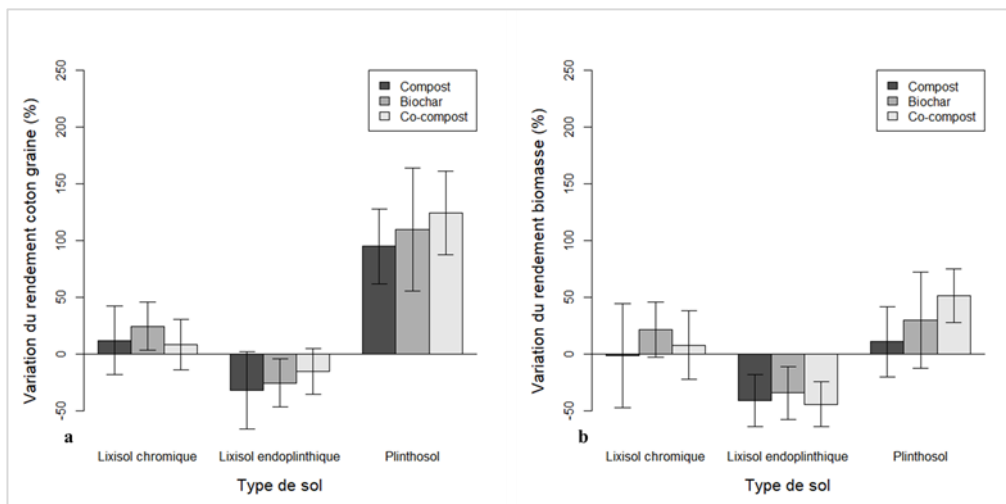 Variation du rendement coton graine (%)
250
200
150
100
50
0
-50
Compost
Biochar
Co-compost
a
Lixisol chromique
Lixisol endoplinthique
Plinthosol
Type de sol
Variation du rendement biomasse (%)
250
200
150
100
50
0
-50
Compost
Biochar
Co-compost
b
Lixisol chromique
Lixisol endoplinthique
Plinthosol
Type de sol